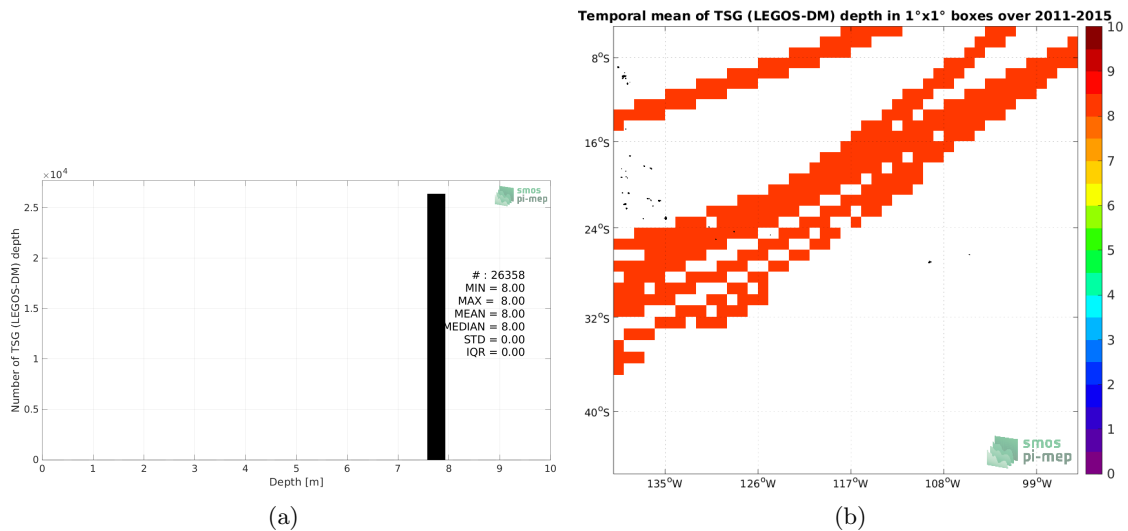 ×10⁴
2.5
2
1.5
1
0.5
0
Number of TSG (LEGOS-DM) depth
smos
pi-mep
# : 26358
MIN = 8.00
MAX = 8.00
MEAN = 8.00
MEDIAN = 8.00
STD = 0.00
IQR = 0.00
0 1 2 3 4 5 6 7 8 9 10
Depth [m]
(a)
Temporal mean of TSG (LEGOS-DM) depth in 1°x1° boxes over 2011-2015
8°S
16°S
24°S
32°S
40°S
135°W 126°W 117°W 108°W 99°W
smos
pi-mep
10
9
8
7
6
5
4
3
2
1
0
(b)